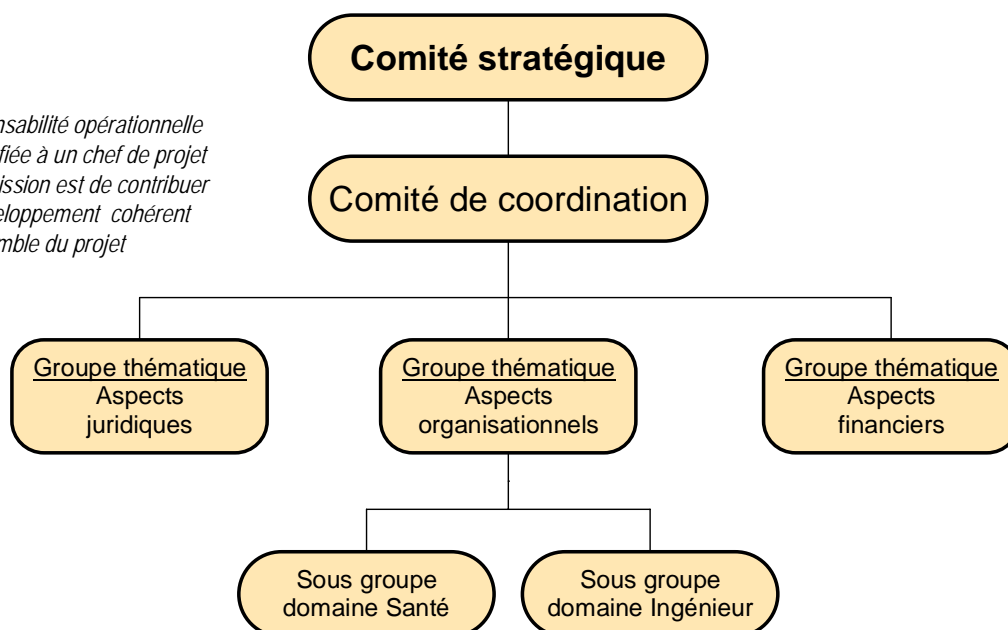 Comité stratégique
opérationnelle
à un chef de projet
est de contribuer
cohérent
du projet
Comité de coordination
Groupe thématique
Aspects
juridiques
Groupe thématique
Aspects
organisationnels
Groupe thématique
Aspects
financiers
Sous groupe
domaine Santé
Sous groupe
domaine Ingénieur